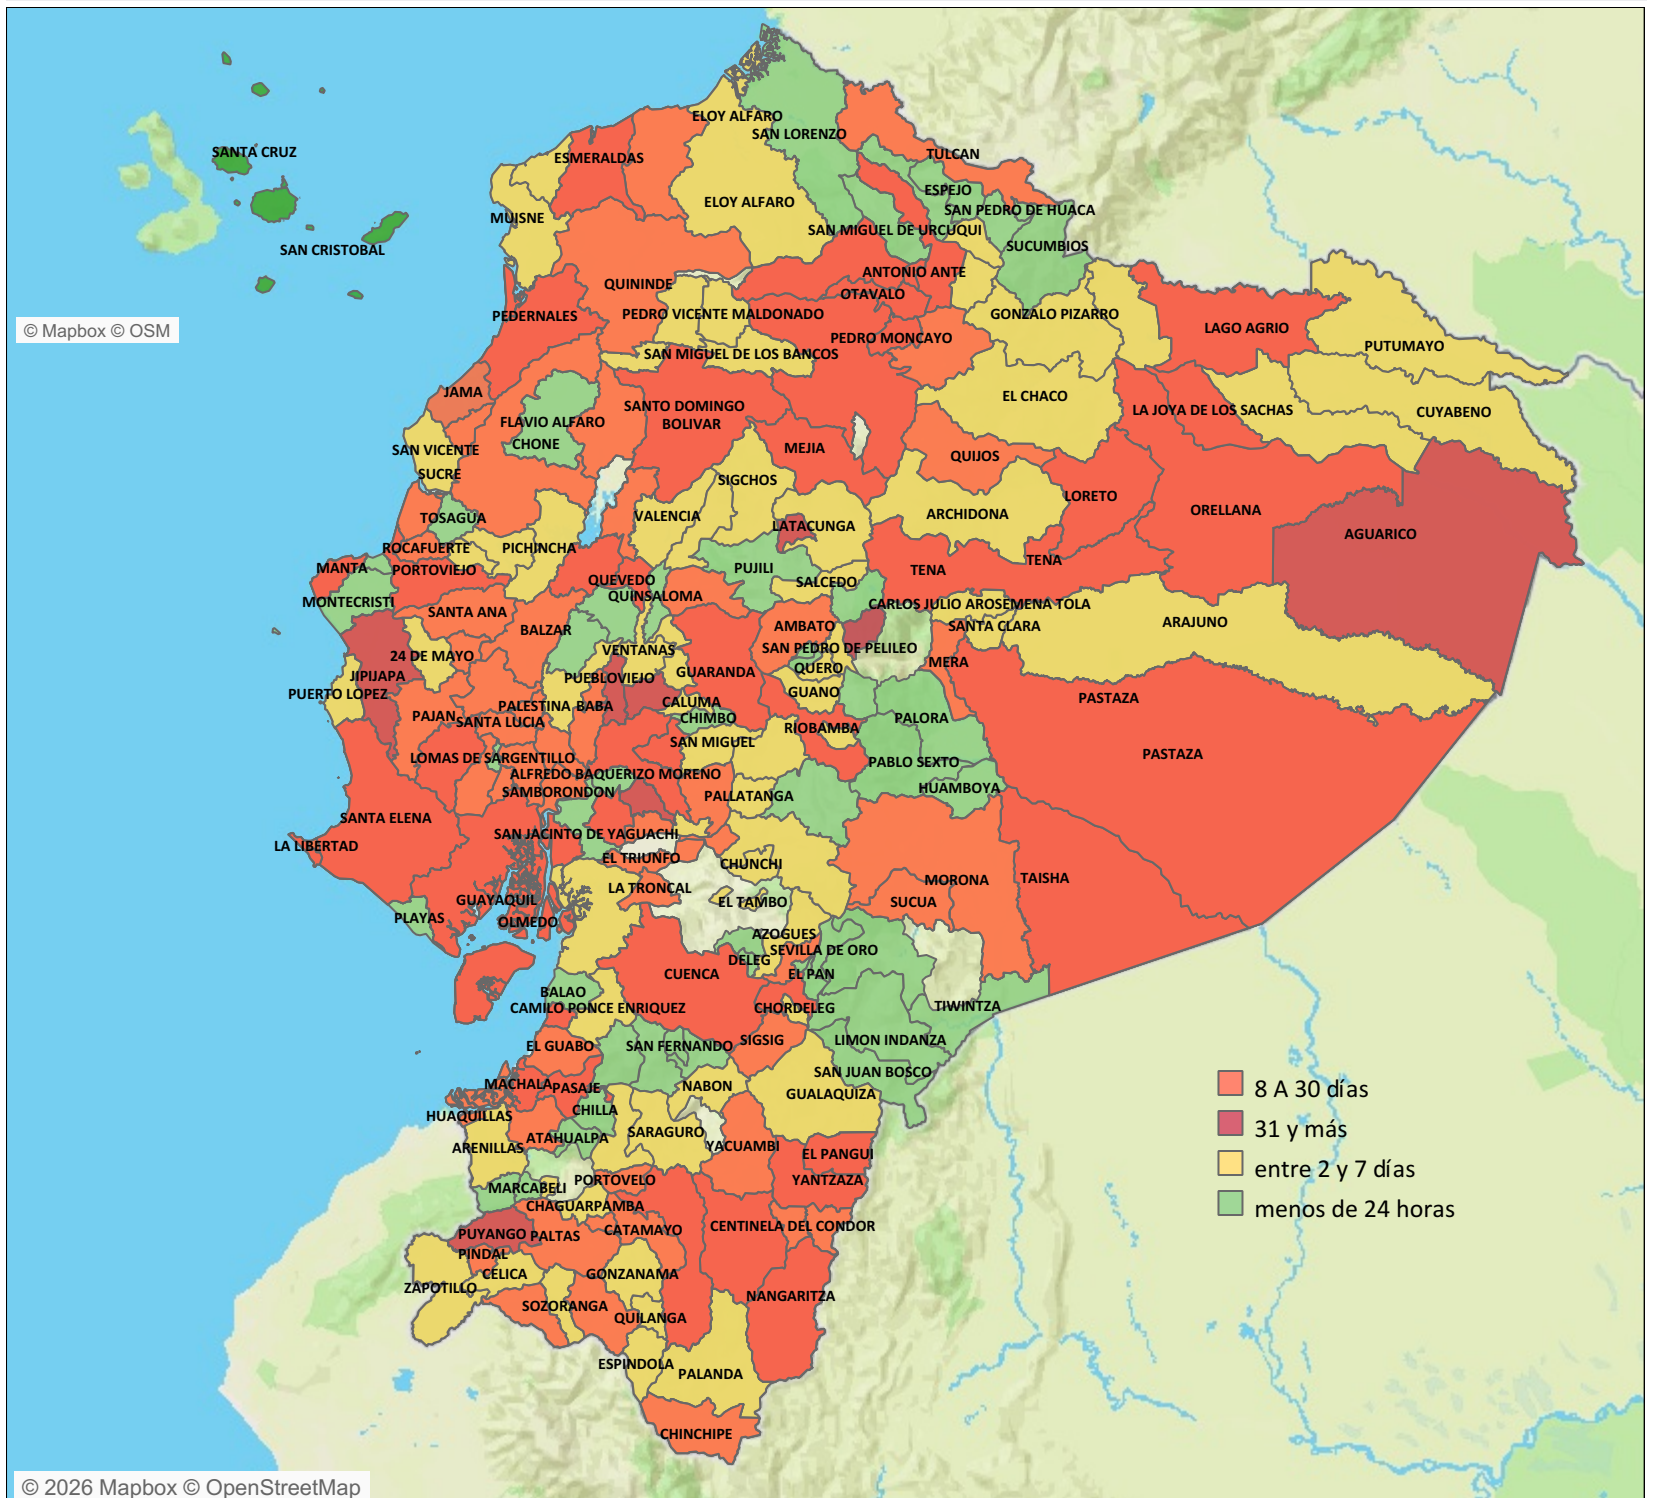 ELOY ALFARO
SAN LORENZO
SANTA CRUZ
ESMERALDAS
TULCAN
ESPEJO
ELOY ALFARO
SAN PEDRO DE HUACA
MUISNE
SAN MIGUEL DE URCUQUI
SAN CRISTOBAL
SUCUMBIOS
ANTONIO ANTE
QUININDE
OTAVALO
PEDERNALES
PEDRO VICENTE MALDONADO
GONZALO PIZARRO
© Mapbox © OSM
LAGO AGRIO
PEDRO MONCAYO
PUTUMAYO
SAN MIGUEL DE LOS BANCOS
JAMA
EL CHACO
SANTO DOMINGO
LA JOYA DE LOS SACHAS
CUYABENO
FLAVIO ALFARO
BOLIVAR
CHONE
SAN VICENTE
MEJIA
QUIJOS
SUCRE
SIGCHOS
LORETO
ORELLANA
VALENCIA
ARCHIDONA
TOSAGUA
LATACUNGA
AGUARICO
ROCAFUERTE
PICHINCHA
TENA
MANTA
PORTOVIEJO
PUJILI
TENA
QUEVEDO
SALCEDO
QUINSALOMA
MONTECRISTI
CARLOS JULIO AROSEMENA TOLA
SANTA ANA
ARAJUNO
BALZAR
AMBATO
SANTA CLARA
VENTANAS
SAN PEDRO DE PELILEO
24 DE MAYO
MERA
QUERO
JIPIJAPA
PUEBLOVIEJO
GUARANDA
PUERTO LOPEZ
GUANO
PASTAZA
PALESTINA
BABA
CALUMA
PAJAN
SANTA LUCIA
CHIMBO
PALORA
RIOBAMBA
SAN MIGUEL
LOMAS DE SARGENTILLO
PASTAZA
PABLO SEXTO
ALFREDO BAQUERIZO MORENO
SAMBORONDON
PALLATANGA
HUAMBOYA
SANTA ELENA
SAN JACINTO DE YAGUACHI
LA LIBERTAD
EL TRIUNFO
CHUNCHI
LA TRONCAL
MORONA
TAISHA
GUAYAQUIL
EL TAMBO
SUCUA
PLAYAS
OLMEDO
AZOGUES
SEVILLA DE ORO
DELEG
CUENCA
EL PAN
BALAO
CAMILO PONCE ENRIQUEZ
CHORDELEG
TIWINTZA
EL GUABO
SAN FERNANDO
SIGSIG
LIMON INDANZA
SAN JUAN BOSCO
MACHALA
PASAJE
NABON
GUALAQUIZA
8 A 30 días
HUAQUILLAS
CHILLA
31 y más
ATAHUALPA
SARAGURO
ARENILLAS
YACUAMBI
EL PANGUI
entre 2 y 7 días
MARCABELI
PORTOVELO
YANTZAZA
CHAGUARPAMBA
menos de 24 horas
PUYANGO
PALTAS
CATAMAYO
CENTINELA DEL CONDOR
PINDAL
CELICA
GONZANAMA
ZAPOTILLO
NANGARITZA
SOZORANGA
QUILANGA
ESPINDOLA
PALANDA
CHINCHIPE
© 2026 Mapbox © OpenStreetMap